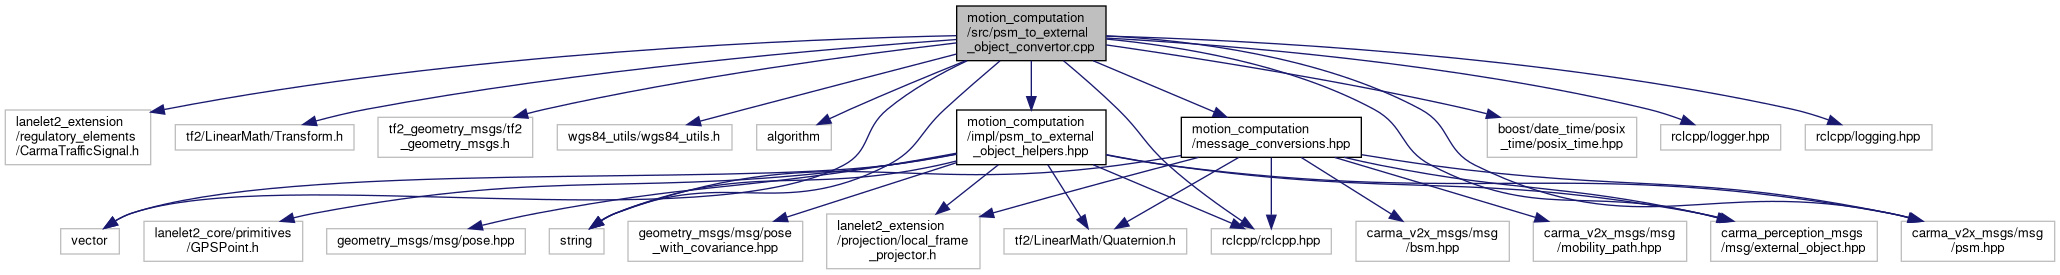 motion_computation
/src/psm_to_external
_object_convertor.cpp
lanelet2_extension
/regulatory_elements
/CarmaTrafficSignal.h
tf2/LinearMath/Transform.h
tf2_geometry_msgs/tf2
_geometry_msgs.h
wgs84_utils/wgs84_utils.h
algorithm
motion_computation
/impl/psm_to_external
_object_helpers.hpp
motion_computation
/message_conversions.hpp
boost/date_time/posix
_time/posix_time.hpp
rclcpp/logger.hpp
rclcpp/logging.hpp
vector
lanelet2_core/primitives
/GPSPoint.h
geometry_msgs/msg/pose.hpp
string
geometry_msgs/msg/pose
_with_covariance.hpp
lanelet2_extension
/projection/local_frame
_projector.h
tf2/LinearMath/Quaternion.h
rclcpp/rclcpp.hpp
carma_v2x_msgs/msg
/bsm.hpp
carma_v2x_msgs/msg
/mobility_path.hpp
carma_perception_msgs
/msg/external_object.hpp
carma_v2x_msgs/msg
/psm.hpp